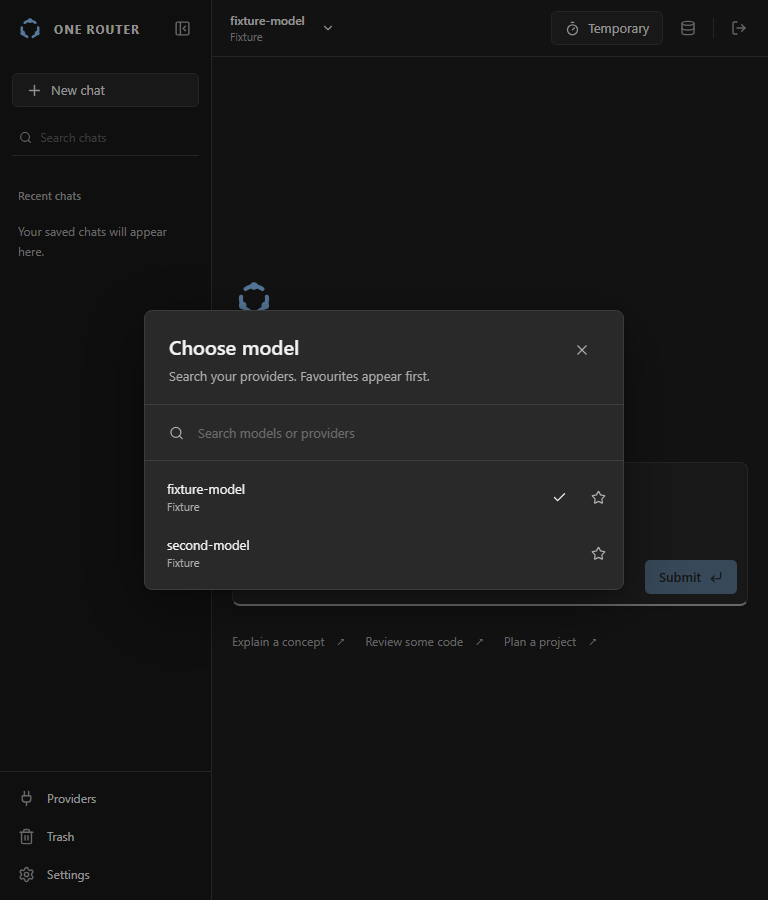 ONE ROUTER
New chat
Search chats
Recent chats
Your saved chats will appear
here.
Providers
Trash
Settings
fixture-model
Fixture
Temporary
Choose model
Search your providers. Favourites appear first.
Search models or providers
fixture-model
Fixture
second-model
Fixture
Submit
Explain a concept
Review some code
Plan a project